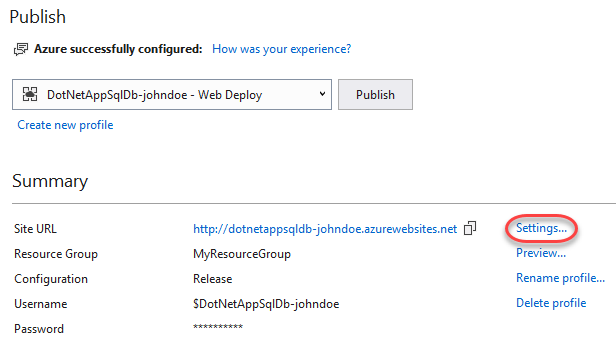 Publish
Azure successfully configured: How was your experience?
DotNetAppSqlDb-johndoe - Web Deploy Publish
Create new profile
Summary
Site URL http://dotnetappsqldb-johndoe.azurewebsites.net Settings...
Resource Group MyResourceGroup Preview...
Configuration Release Rename profile...
Username $DotNetAppSqlDb-johndoe Delete profile
Password **********